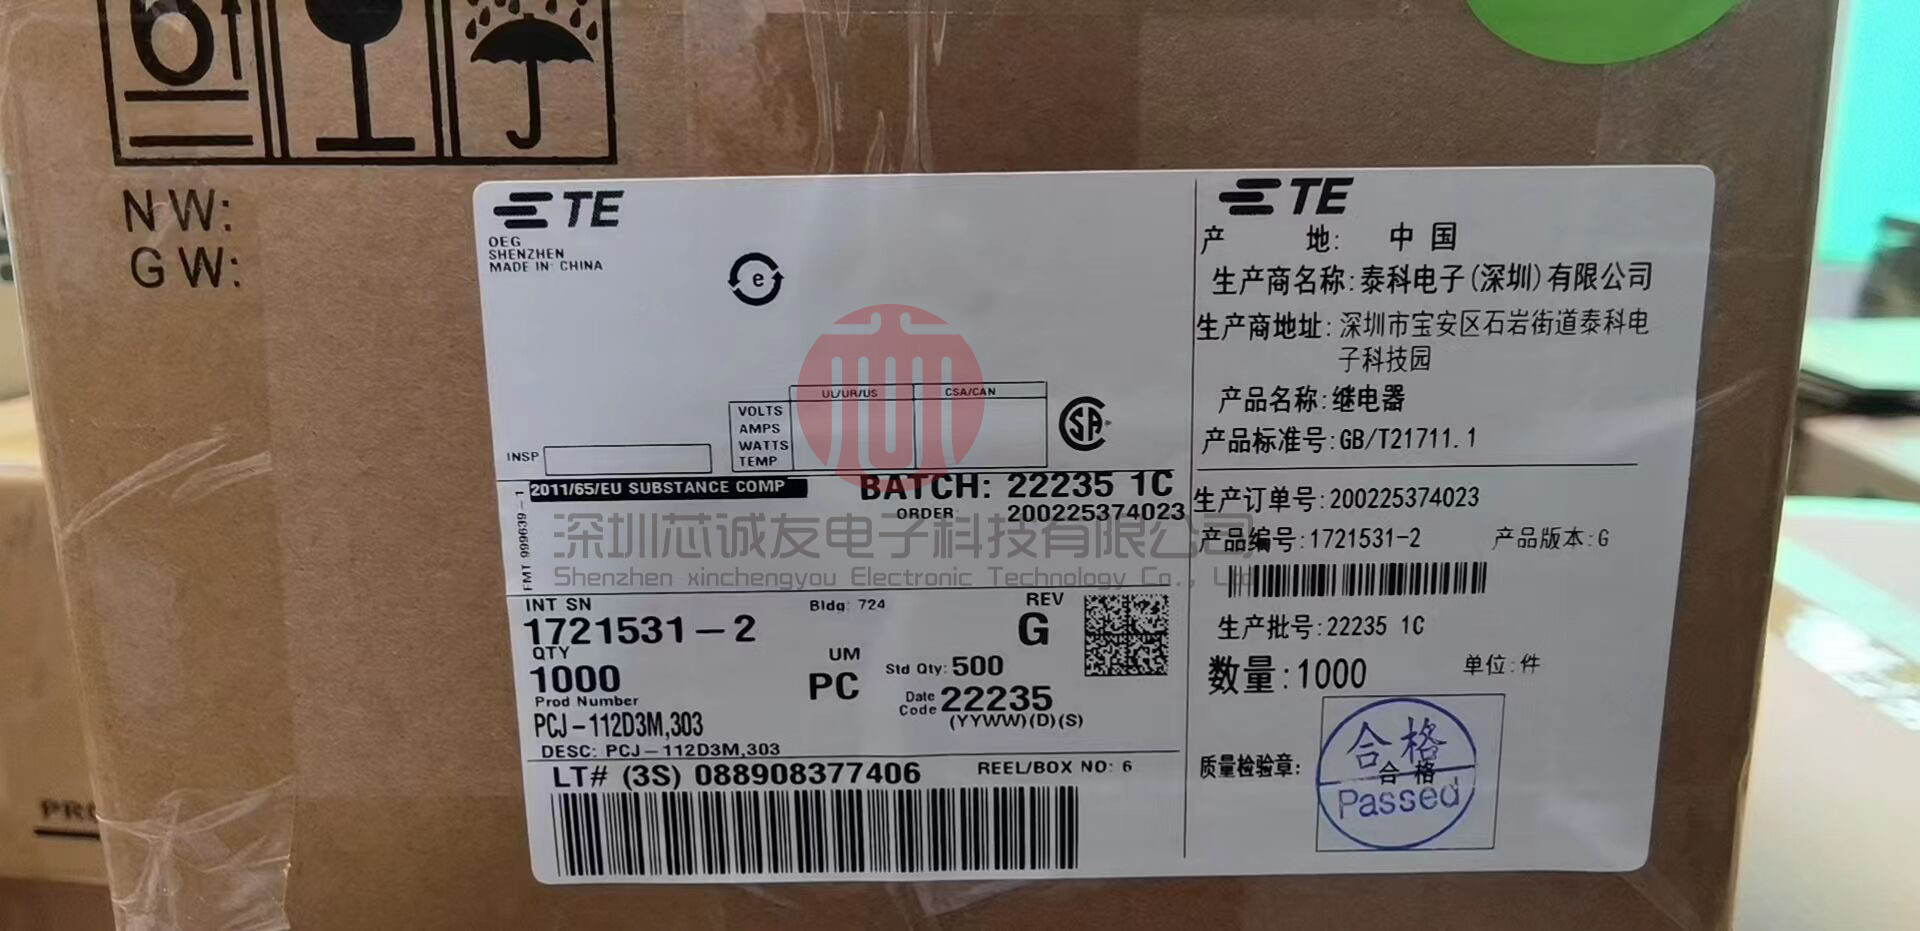 NW:
GW:
TE
OEG
SHENZHEN
MADE IN CHINA
e
UL/UR/US CSA/CAN
VOLTS
AMPS
WATTS
TEMP
SA
INSP
2011/65/EU SUBSTANCE COMP
BATCH: 22235 1C
ORDER 200225374023
FMT 999639-1
INT SN
1721531-2
Bldg: 724
REV
G
QTY
1000
UM
PC
Std Qty: 500
Date Code 22235
(YYWW)(D)(S)
Prod Number
PCJ-112D3M,303
DESC: PCJ-112D3M,303
LT# (3S) 088908377406
REEL/BOX NO: 6
TE
产 地: 中国
生产商名称:泰科电子(深圳)有限公司
生产商地址:深圳市宝安区石岩街道泰科电
子科技园
产品名称:继电器
产品标准号:GB/T21711.1
生产订单号:200225374023
产品编号:1721531-2 产品版本:G
生产批号:22235 1C
数量:1000 单位:件
质量检验章:
合格
合格
Passed
深圳芯诚友电子科技有限公司
Shenzhen xinchengyou Electronic Technology Co., Ltd
PRO